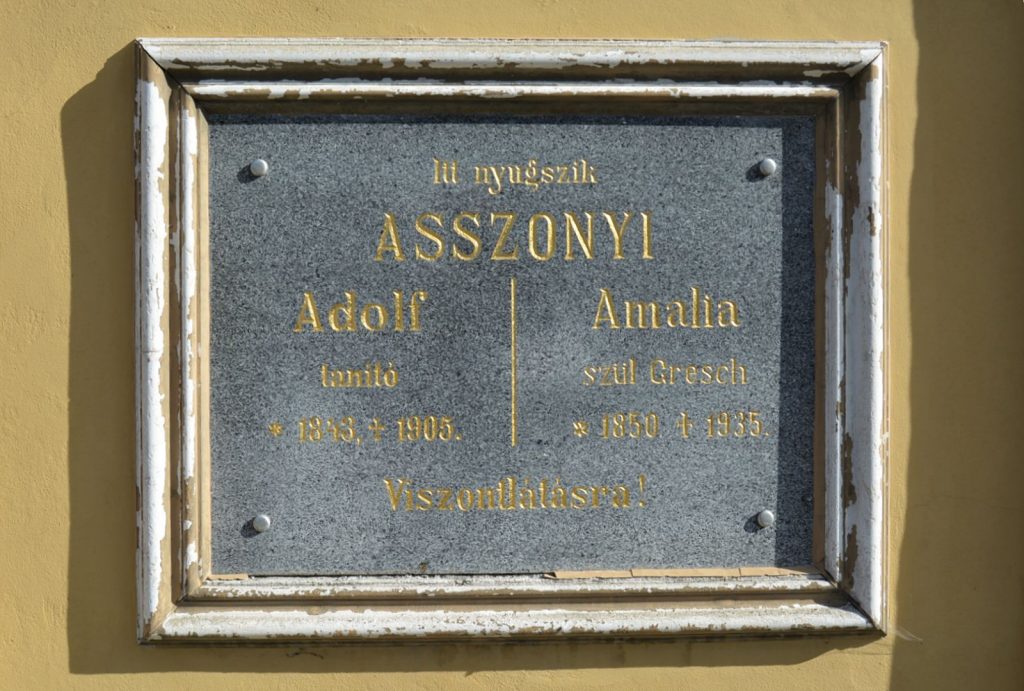 Itt nyugszik
ASSZONYI
Adolf
tanító
* 1843, ✝ 1905.
Amalia
szül Gresch
* 1850 ✝ 1935.
Viszontlátásra!